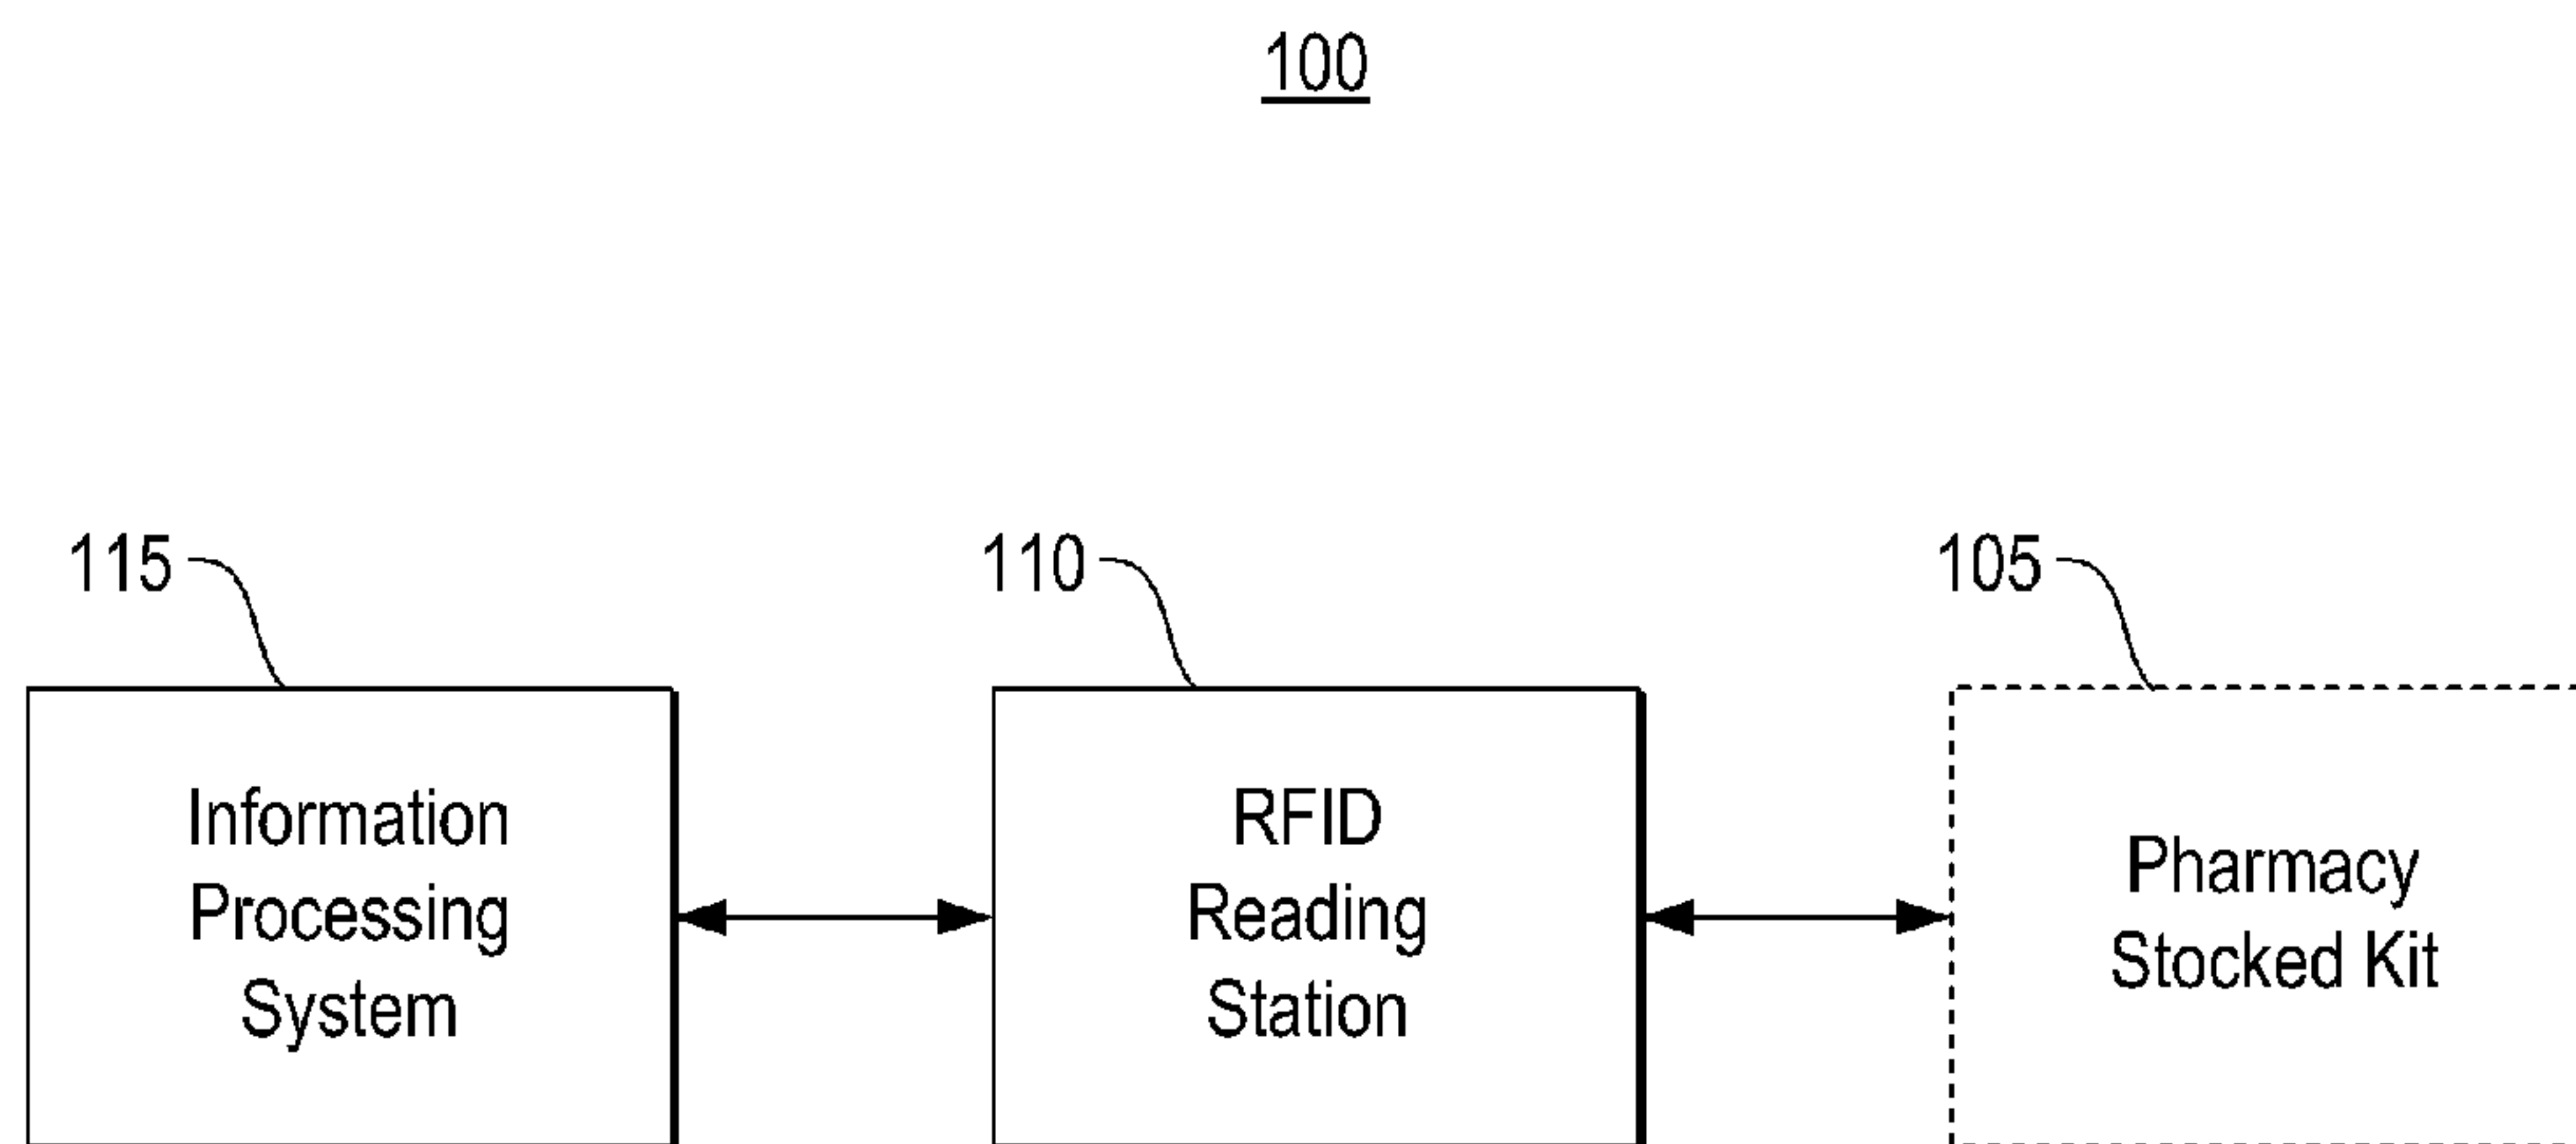 100
115
110
105
Information
Processing
System
RFID
Reading
Station
Pharmacy
Stocked Kit